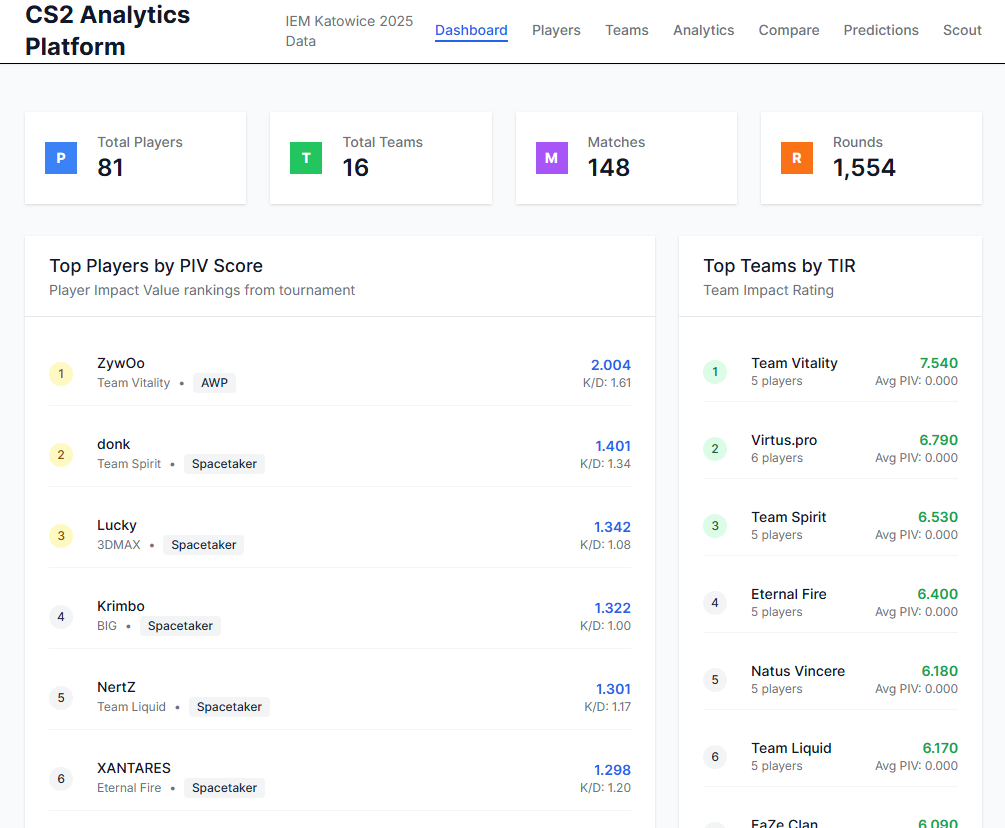 CS2 Analytics
Platform
IEM Katowice 2025
Data
Dashboard
Players
Teams
Analytics
Compare
Predictions
Scout
P
Total Players
81
T
Total Teams
16
M
Matches
148
R
Rounds
1,554
Top Players by PIV Score
Player Impact Value rankings from tournament
1
ZywOo
2.004
Team Vitality • AWP
K/D: 1.61
2
donk
1.401
Team Spirit • Spacetaker
K/D: 1.34
3
Lucky
1.342
3DMAX • Spacetaker
K/D: 1.08
4
Krimbo
1.322
BIG • Spacetaker
K/D: 1.00
5
NertZ
1.301
Team Liquid • Spacetaker
K/D: 1.17
6
XANTARES
1.298
Eternal Fire • Spacetaker
K/D: 1.20
Top Teams by TIR
Team Impact Rating
1
Team Vitality
7.540
5 players
Avg PIV: 0.000
2
Virtus.pro
6.790
6 players
Avg PIV: 0.000
3
Team Spirit
6.530
5 players
Avg PIV: 0.000
4
Eternal Fire
6.400
5 players
Avg PIV: 0.000
5
Natus Vincere
6.180
5 players
Avg PIV: 0.000
6
Team Liquid
6.170
5 players
Avg PIV: 0.000
FaZe Clan
6.090